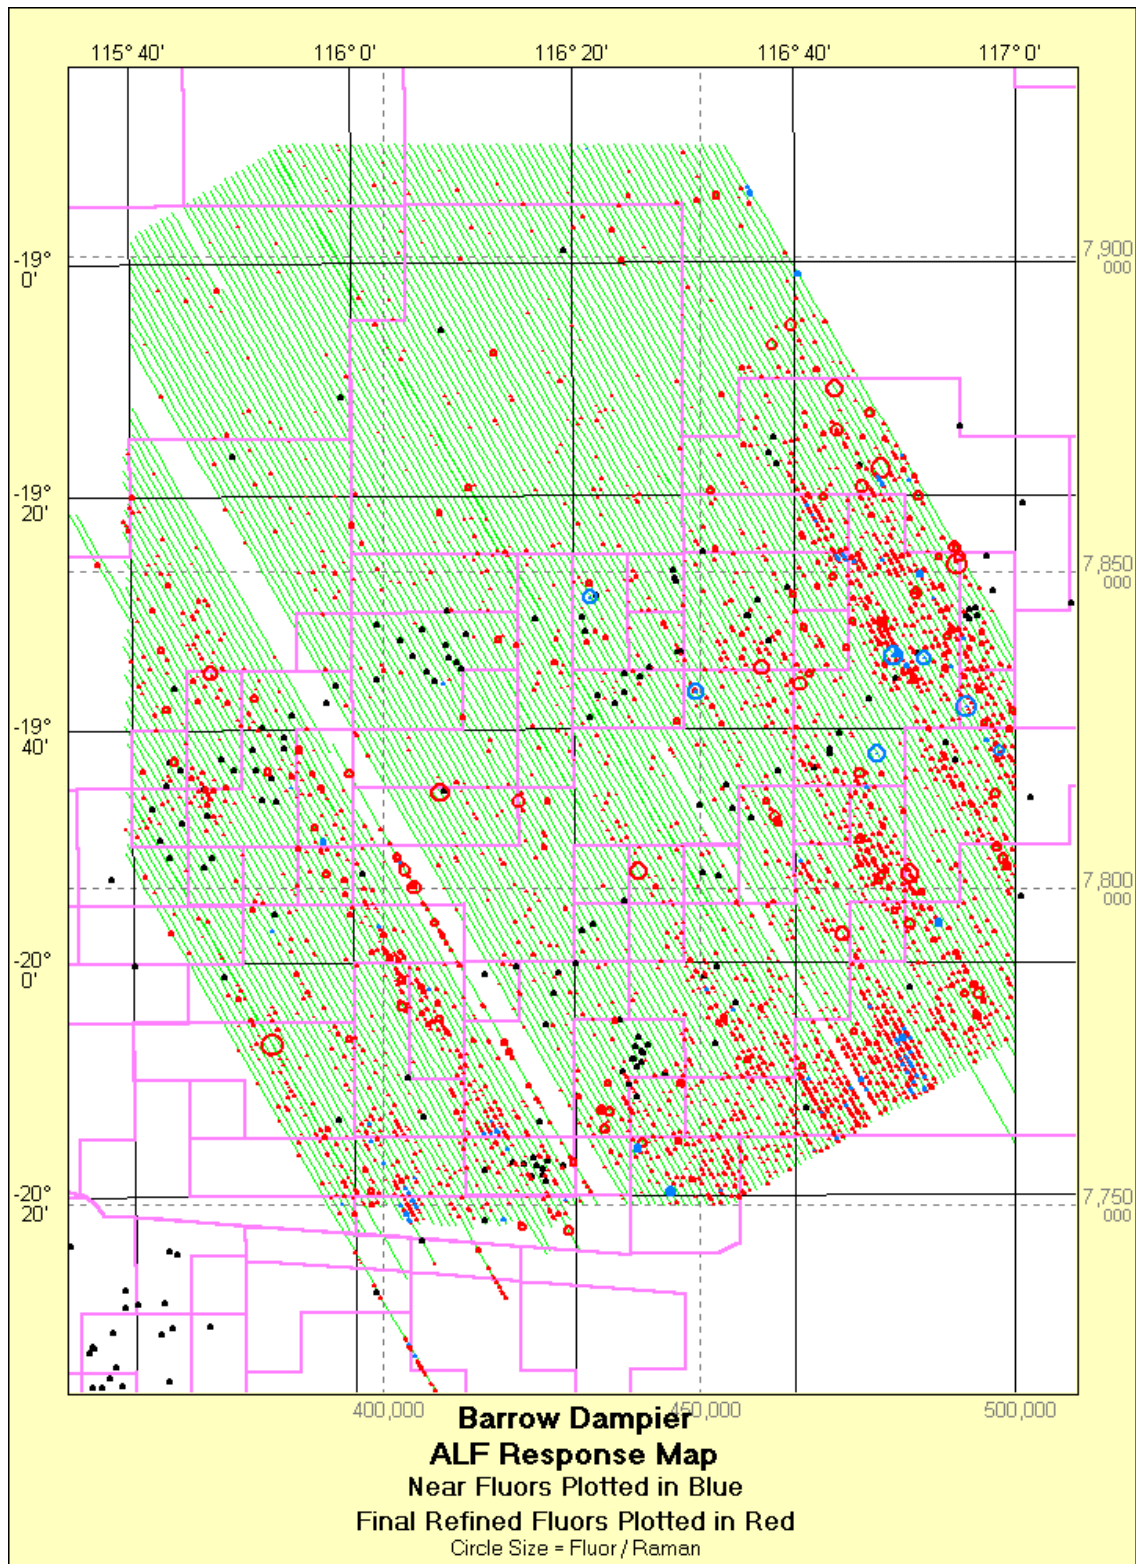 115° 40' 116° 0' 116° 20' 116° 40' 117° 0'
-19°
0'
7,900
000
-19°
20'
7,850
000
-19°
40'
7,800
000
-20°
0'
-20°
20'
7,750
000
400,000 450,000 500,000
Barrow Dampier
ALF Response Map
Near Fluors Plotted in Blue
Final Refined Fluors Plotted in Red
Circle Size = Fluor / Raman